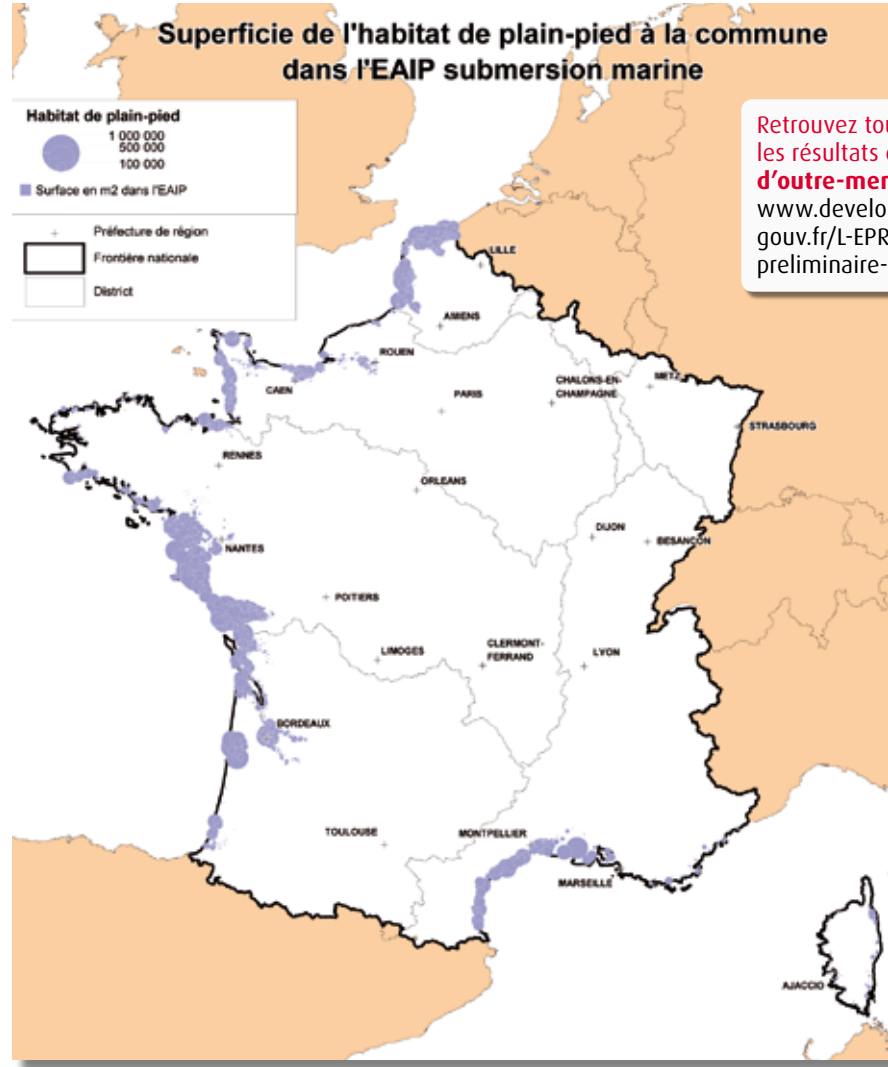 Superficie de l'habitat de plain-pied à la commune
dans l'EAIP submersion marine
Habitat de plain-pied
1 000 000
500 000
100 000
Surface en m2 dans l'EAIP
Préfecture de région
Frontière nationale
District
Retrouvez
les résultats
d'outre-mer
www.develo
gouv.fr/L-EPR
preliminaire-
LILLE
AMIENS
ROUEN
CAEN
PARIS
CHALONS-EN-
CHAMPAGNE
METZ
STRASBOURG
RENNES
ORLEANS
DIJON
BESANCON
NANTES
POITIERS
LIMOGES
CLERMONT-
FERRAND
LYON
BORDEAUX
TOULOUSE
MONTPELLIER
MARSEILLE
AJACCIO